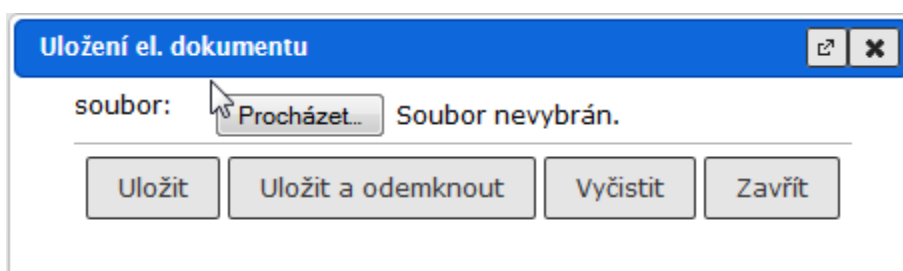 Uložení el. dokumentu
soubor: Procházet... Soubor nevybrán.
Uložit Uložit a odemknout Vyčistit Zavřít